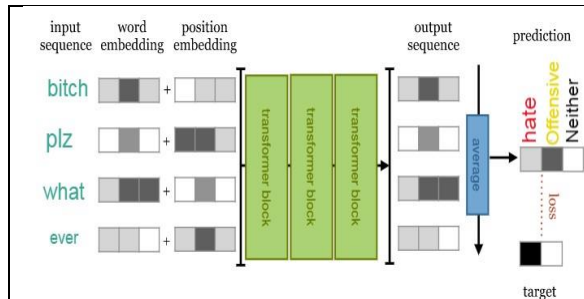 input sequence
word embedding
position embedding
output sequence
prediction
bitch
+
plz
+
what
+
ever
+
transformer block
transformer block
transformer block
average
hate
Offensive
Neither
loss
target